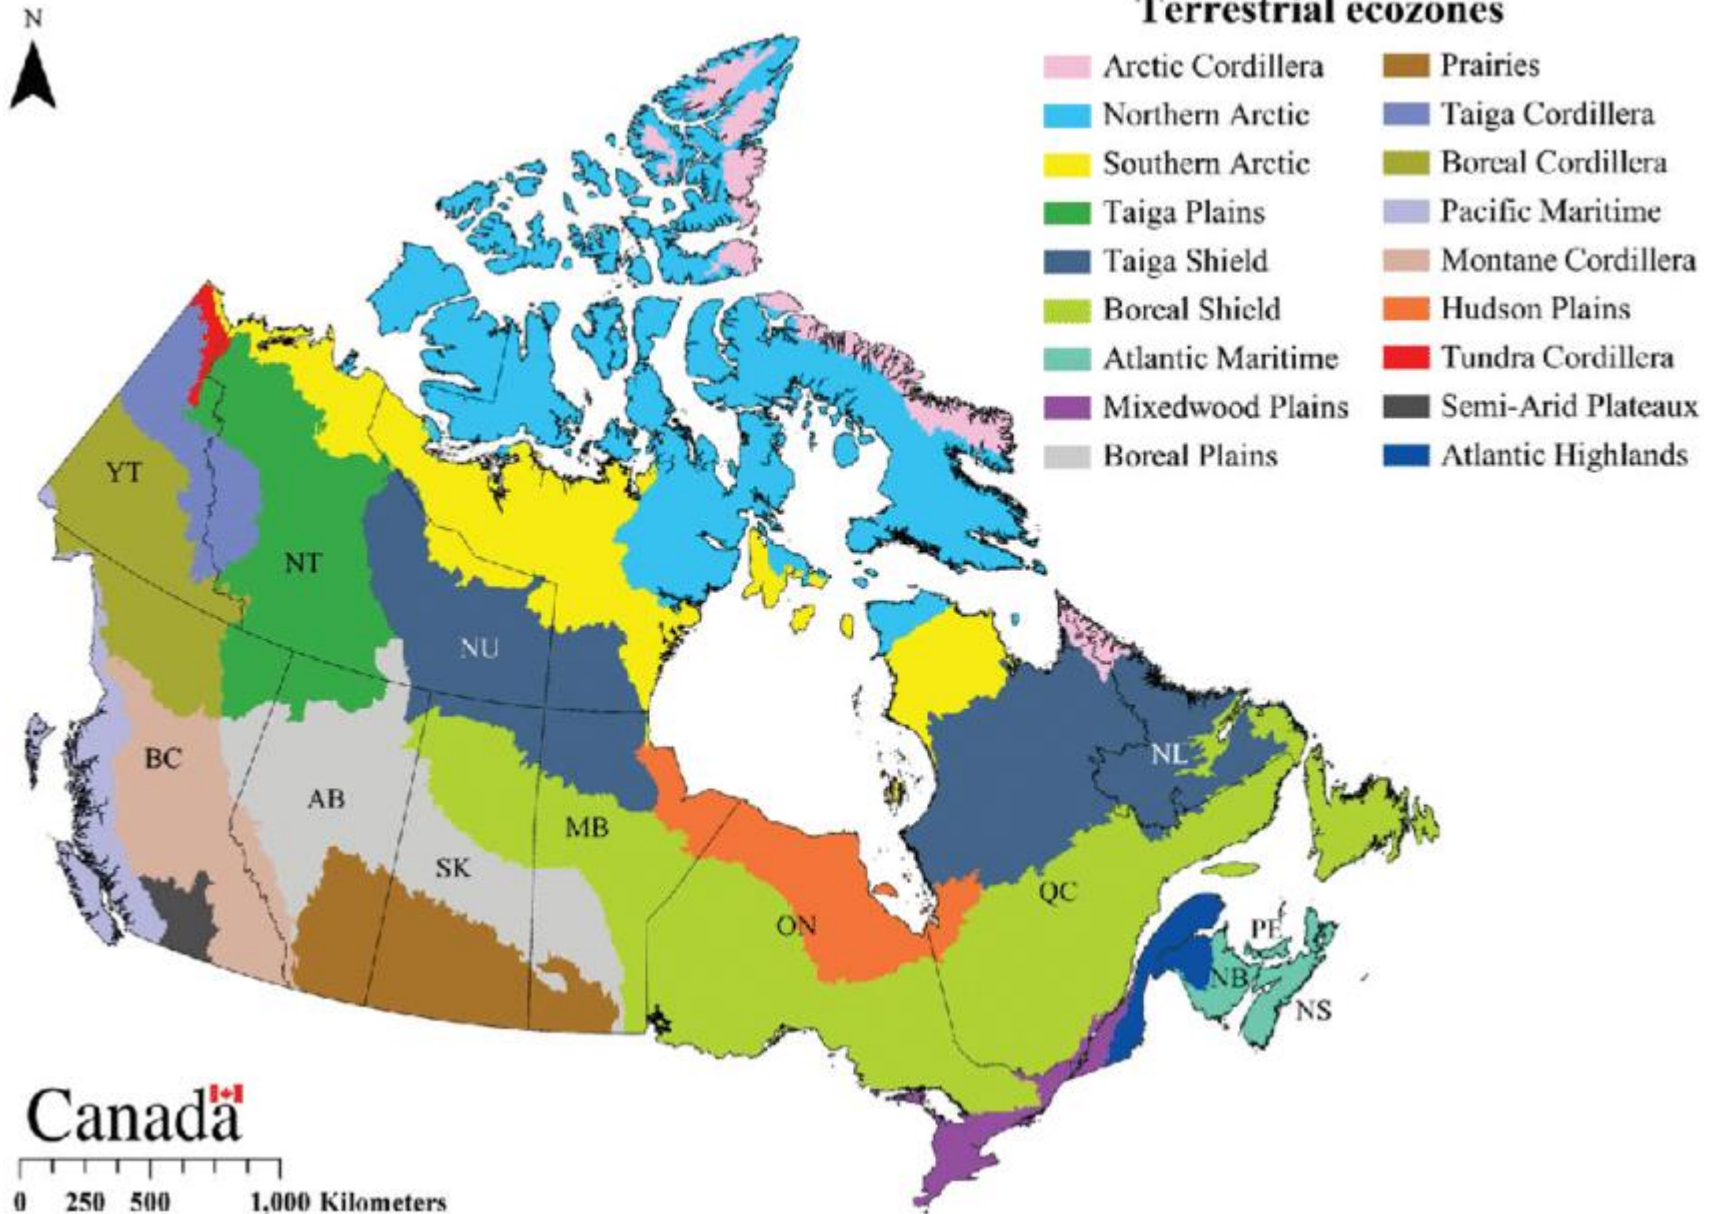 Terrestrial ecozones
N
Arctic Cordillera
Northern Arctic
Southern Arctic
Taiga Plains
Taiga Shield
Boreal Shield
Atlantic Maritime
Mixedwood Plains
Boreal Plains
Prairies
Taiga Cordillera
Boreal Cordillera
Pacific Maritime
Montane Cordillera
Hudson Plains
Tundra Cordillera
Semi-Arid Plateaux
Atlantic Highlands
YT
NT
NU
BC
NL
AB
MB
SK
QC
ON
PE
NB
NS
Canada
0 250 500 1,000 Kilometers